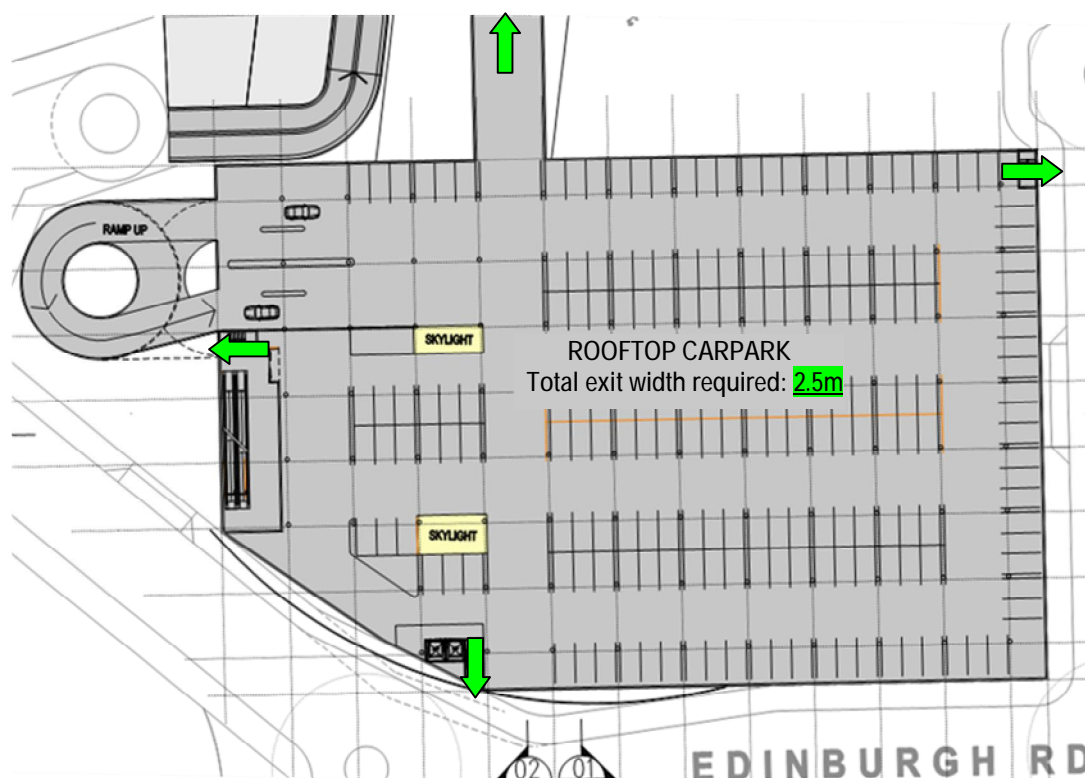 RAMP UP
SKYLIGHT
ROOFTOP CARPARK
Total exit width required: 2.5m
SKYLIGHT
02
01
EDINBURGH RD